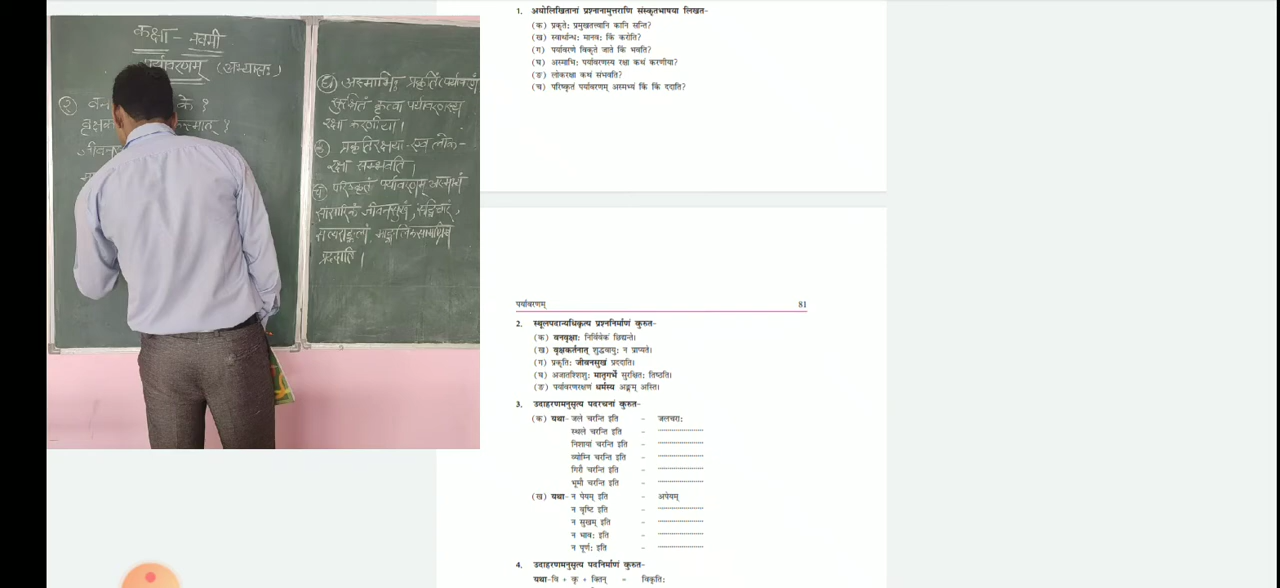 कक्षा - नवमी
पर्यावरणम् (अभ्यासः)
२ वन के ?
वृक्षक कस्मात् ?
जीवनसु
(घ) अस्माभिः प्रकृतिं पर्यावरणं
सुरक्षितं कृत्वा पर्यावरणस्य
रक्षा करणीया।
प्रकृतिरक्षया एव लोक-
रक्षा सम्भवति।
परिष्कृतं पर्यावरणम् अस्मभ्यं
सांसारिकं जीवनसुखं, सद्विचारं,
सत्यसङ्कल्पं माङ्गलिकसामग्रीञ्च
प्रददाति।
1. अधोलिखितानां प्रश्नानामुत्तराणि संस्कृतभाषया लिखत-
(क) प्रकृतेः प्रमुखतत्त्वानि कानि सन्ति?
(ख) स्वार्थान्धः मानवः किं करोति?
(ग) पर्यावरणे विकृते जाते किं भवति?
(घ) अस्माभिः पर्यावरणस्य रक्षा कथं करणीया?
(ङ) लोकरक्षा कथं संभवति?
(च) परिष्कृतं पर्यावरणम् अस्मभ्यं किं किं ददाति?
पर्यावरणम् 81
2. स्थूलपदान्यधिकृत्य प्रश्ननिर्माणं कुरुत-
(क) वनवृक्षाः निर्विवेकं छिद्यन्ते।
(ख) वृक्षकर्तनात् शुद्धवायुः न प्राप्यते।
(ग) प्रकृतिः जीवनसुखं प्रददाति।
(घ) अजातश्शिशुः मातृगर्भे सुरक्षितः तिष्ठति।
(ङ) पर्यावरणरक्षणं धर्मस्य अङ्गम् अस्ति।
3. उदाहरणमनुसृत्य पदरचनां कुरुत-
(क) यथा- जले चरन्ति इति - जलचराः
स्थले चरन्ति इति - ......................
निशायां चरन्ति इति - ......................
व्योम्नि चरन्ति इति - ......................
गिरौ चरन्ति इति - ......................
भूमौ चरन्ति इति - ......................
(ख) यथा- न पेयम् इति - अपेयम्
न वृष्टि इति - ......................
न सुखम् इति - ......................
न भावः इति - ......................
न पूर्णः इति - ......................
4. उदाहरणमनुसृत्य पदनिर्माणं कुरुत-
यथा-वि + कृ + क्तिन् = विकृतिः